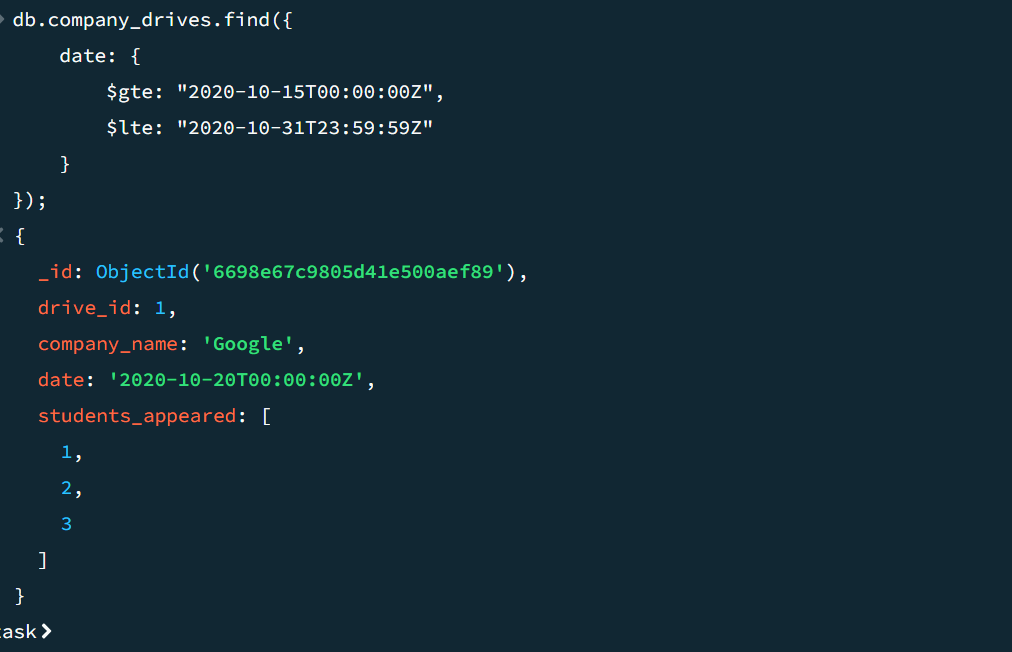 db.company_drives.find({
date: {
$gte: "2020-10-15T00:00:00Z",
$lte: "2020-10-31T23:59:59Z"
}
});
{
_id: ObjectId('6698e67c9805d41e500aef89'),
drive_id: 1,
company_name: 'Google',
date: '2020-10-20T00:00:00Z',
students_appeared: [
1,
2,
3
]
}
task>